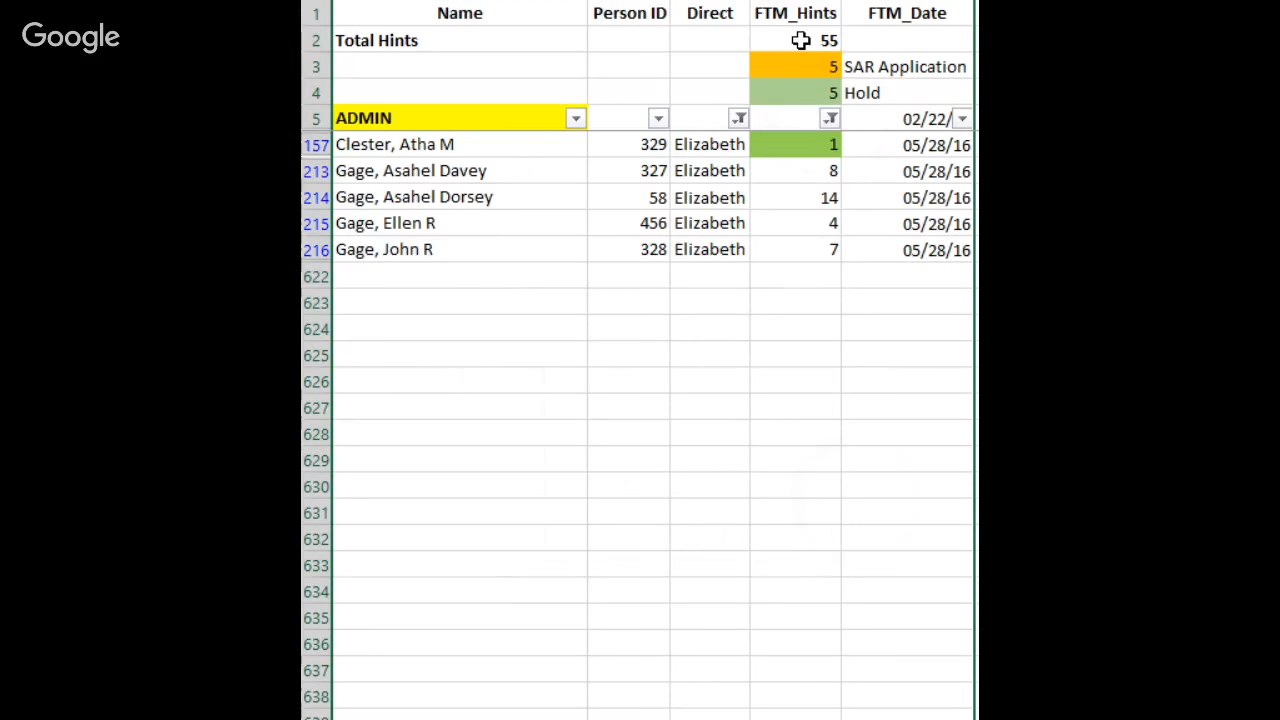 Google
1 Name Person ID Direct FTM_Hints FTM_Date
2 Total Hints 55
3 5 SAR Application
4 5 Hold
5 ADMIN 02/22/
157 Clester, Atha M 329 Elizabeth 1 05/28/16
213 Gage, Asahel Davey 327 Elizabeth 8 05/28/16
214 Gage, Asahel Dorsey 58 Elizabeth 14 05/28/16
215 Gage, Ellen R 456 Elizabeth 4 05/28/16
216 Gage, John R 328 Elizabeth 7 05/28/16
622
623
624
625
626
627
628
629
630
631
632
633
634
635
636
637
638